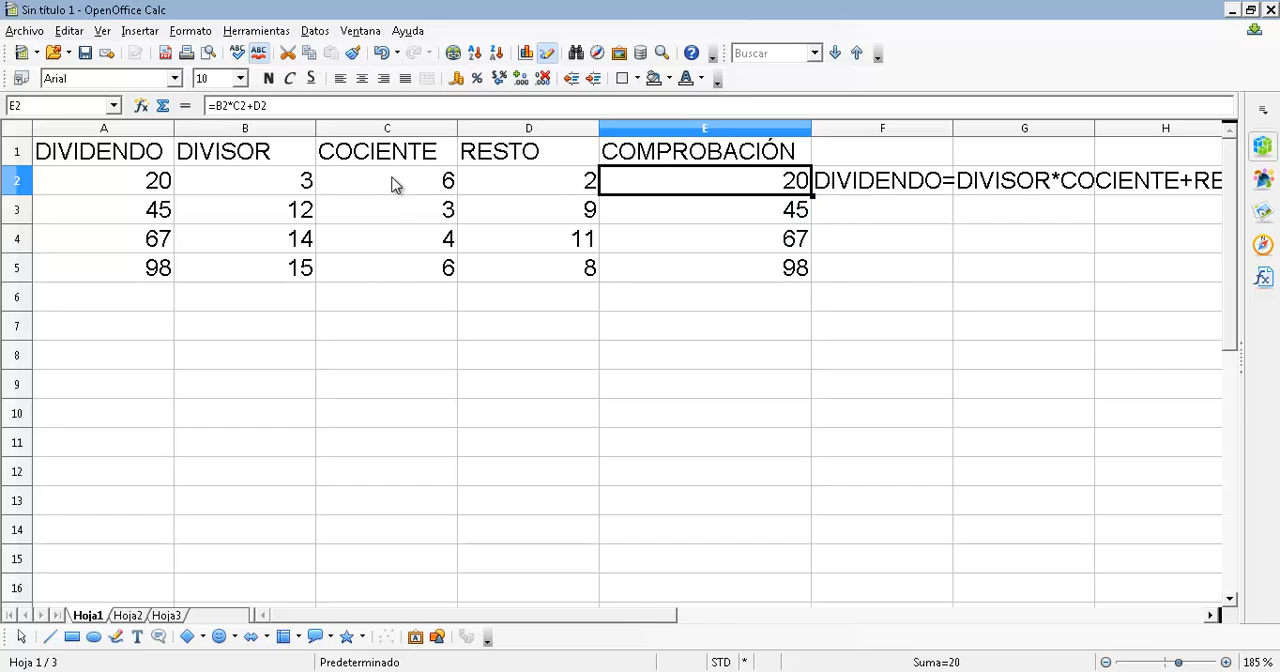 Sin título 1 - OpenOffice Calc
Archivo Editar Ver Insertar Formato Herramientas Datos Ventana Ayuda
Buscar
Arial 10 N C S
E2 =B2*C2+D2
A B C D E F G H
1 DIVIDENDO DIVISOR COCIENTE RESTO COMPROBACIÓN
2 20 3 6 2 20 DIVIDENDO=DIVISOR*COCIENTE+RE
3 45 12 3 9 45
4 67 14 4 11 67
5 98 15 6 8 98
6
7
8
9
10
11
12
13
14
15
16
Hoja1 Hoja2 Hoja3
Hoja 1 / 3 Predeterminado STD * Suma=20 185 %